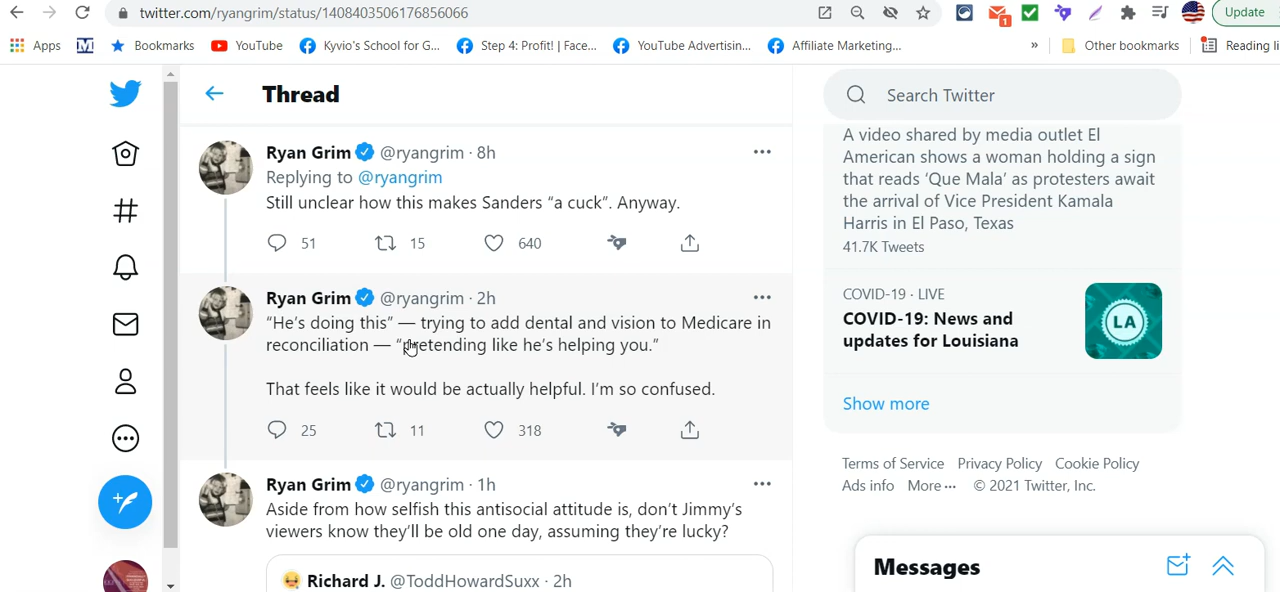 twitter.com/ryangrim/status/1408403506176856066
Update
1
Apps
Bookmarks
YouTube
Kyvio's School for G...
Step 4: Profit! | Face...
YouTube Advertisin...
Affiliate Marketing...
»
Other bookmarks
Reading li
Thread
Ryan Grim @ryangrim · 8h
Replying to @ryangrim
Still unclear how this makes Sanders “a cuck”. Anyway.
51 15 640
Ryan Grim @ryangrim · 2h
“He’s doing this” — trying to add dental and vision to Medicare in
reconciliation — “pretending like he’s helping you.”
That feels like it would be actually helpful. I’m so confused.
25 11 318
Ryan Grim @ryangrim · 1h
Aside from how selfish this antisocial attitude is, don’t Jimmy’s
viewers know they’ll be old one day, assuming they’re lucky?
Richard J. @ToddHowardSuxx · 2h
Search Twitter
A video shared by media outlet El
American shows a woman holding a sign
that reads ‘Que Mala’ as protesters await
the arrival of Vice President Kamala
Harris in El Paso, Texas
41.7K Tweets
COVID-19 · LIVE
COVID-19: News and
updates for Louisiana
LA
Show more
Terms of Service Privacy Policy Cookie Policy
Ads info More ··· © 2021 Twitter, Inc.
Messages